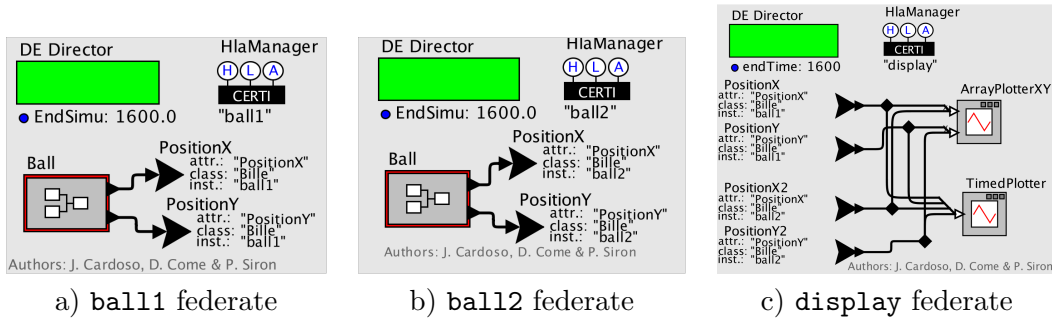 DE Director
HlaManager
H L A
CERTI
"ball1"
EndSimu: 1600.0
Ball
PositionX
attr.: "PositionX"
class: "Bille"
inst.: "ball1"
PositionY
attr.: "PositionY"
class: "Bille"
inst.: "ball1"
Authors: J. Cardoso, D. Come & P. Siron
a) ball1 federate
DE Director
HlaManager
H L A
CERTI
"ball2"
EndSimu: 1600.0
Ball
PositionX
attr.: "PositionX"
class: "Bille"
inst.: "ball2"
PositionY
attr.: "PositionY"
class: "Bille"
inst.: "ball2"
Authors: J. Cardoso, D. Come & P. Siron
b) ball2 federate
DE Director
HlaManager
H L A
CERTI
"display"
endTime: 1600
PositionX
attr.: "PositionX"
class: "Bille"
inst.: "ball1"
PositionY
attr.: "PositionY"
class: "Bille"
inst.: "ball1"
PositionX2
attr.: "PositionX"
class: "Bille"
inst.: "ball2"
PositionY2
attr.: "PositionY"
class: "Bille"
inst.: "ball2"
ArrayPlotterXY
TimedPlotter
Authors: J. Cardoso, D. Come & P. Siron
c) display federate